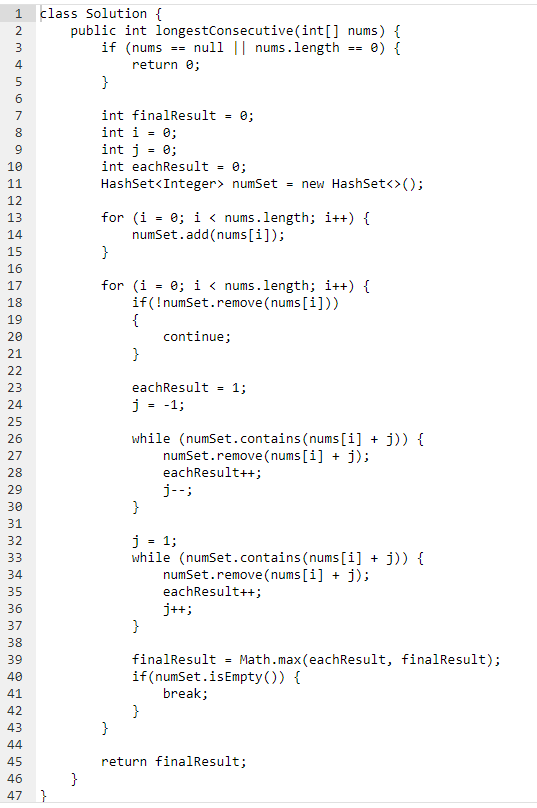 1 class Solution {
2     public int longestConsecutive(int[] nums) {
3         if (nums == null || nums.length == 0) {
4             return 0;
5         }
6
7         int finalResult = 0;
8         int i = 0;
9         int j = 0;
10         int eachResult = 0;
11         HashSet<Integer> numSet = new HashSet<>();
12
13         for (i = 0; i < nums.length; i++) {
14             numSet.add(nums[i]);
15         }
16
17         for (i = 0; i < nums.length; i++) {
18             if(!numSet.remove(nums[i]))
19             {
20                 continue;
21             }
22
23             eachResult = 1;
24             j = -1;
25
26             while (numSet.contains(nums[i] + j)) {
27                 numSet.remove(nums[i] + j);
28                 eachResult++;
29                 j--;
30             }
31
32             j = 1;
33             while (numSet.contains(nums[i] + j)) {
34                 numSet.remove(nums[i] + j);
35                 eachResult++;
36                 j++;
37             }
38
39             finalResult = Math.max(eachResult, finalResult);
40             if(numSet.isEmpty()) {
41                 break;
42             }
43         }
44
45         return finalResult;
46     }
47 }